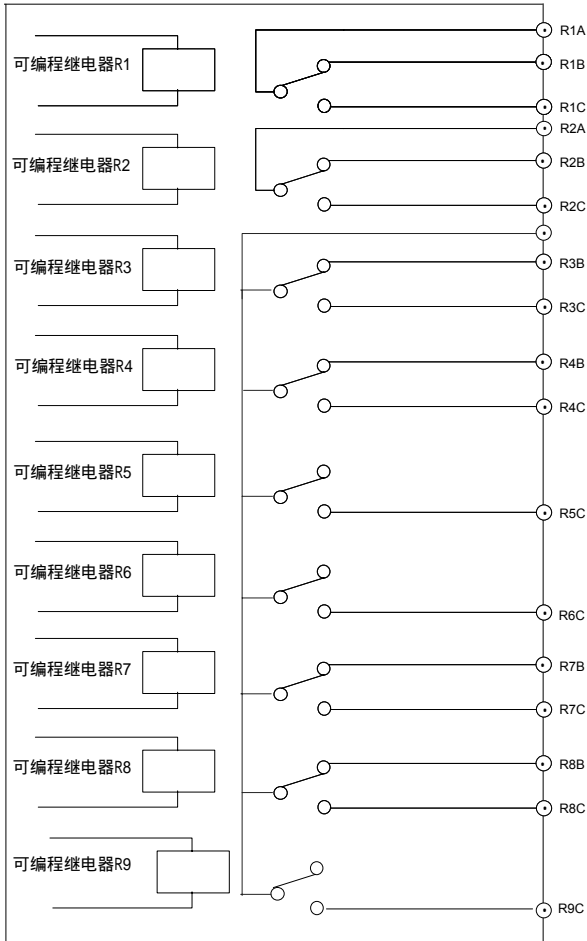 R1A
可编程继电器R1
R1B
R1C
R2A
可编程继电器R2
R2B
R2C
可编程继电器R3
R3B
R3C
可编程继电器R4
R4B
R4C
可编程继电器R5
R5C
可编程继电器R6
R6C
可编程继电器R7
R7B
R7C
可编程继电器R8
R8B
R8C
可编程继电器R9
R9C